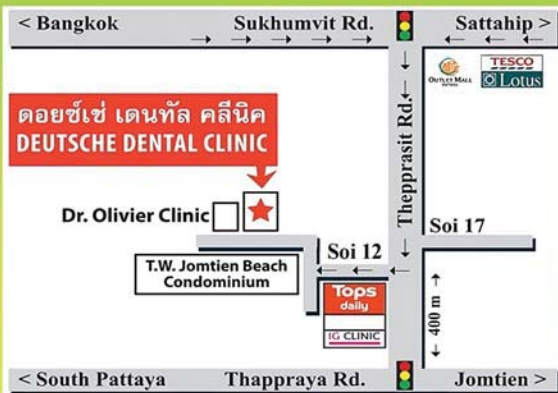 < Bangkok Sukhumvit Rd. Sattahip >
OUTLET MALL
TESCO
Lotus
ดอยซ์เช่ เดนทัล คลีนิค
DEUTSCHE DENTAL CLINIC
Thepprasit Rd.
Dr. Olivier Clinic
Soi 17
Soi 12
T.W. Jomtien Beach
Condominium
Tops
daily
IG CLINIC
400 m
< South Pattaya Thappraya Rd. Jomtien >